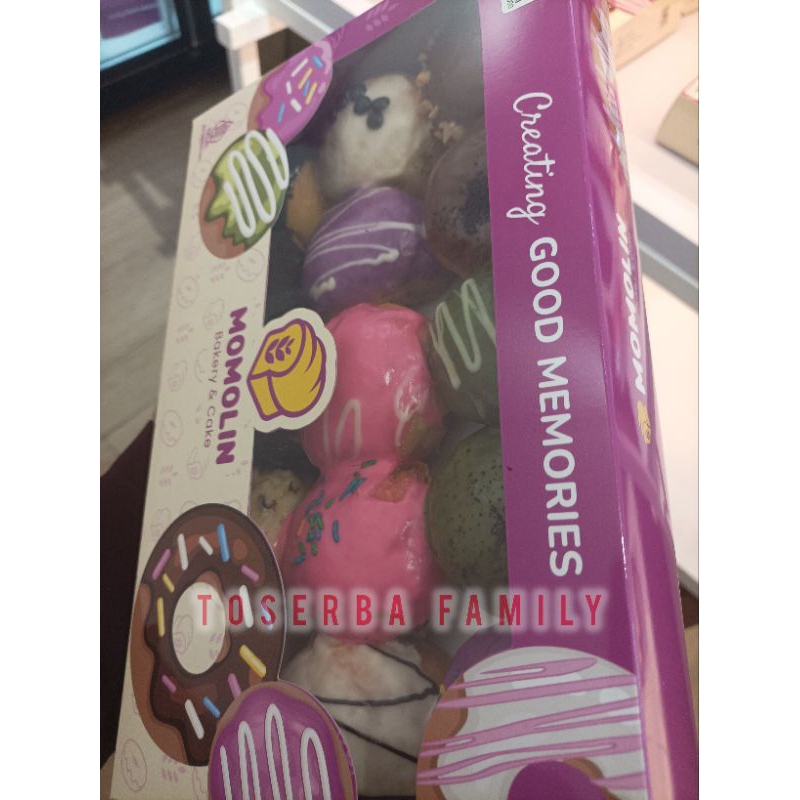 Creating
GOOD MEMORIES
MOMOLIN
MOMOLIN
Bakery & Cake
TOSERBA FAMILY